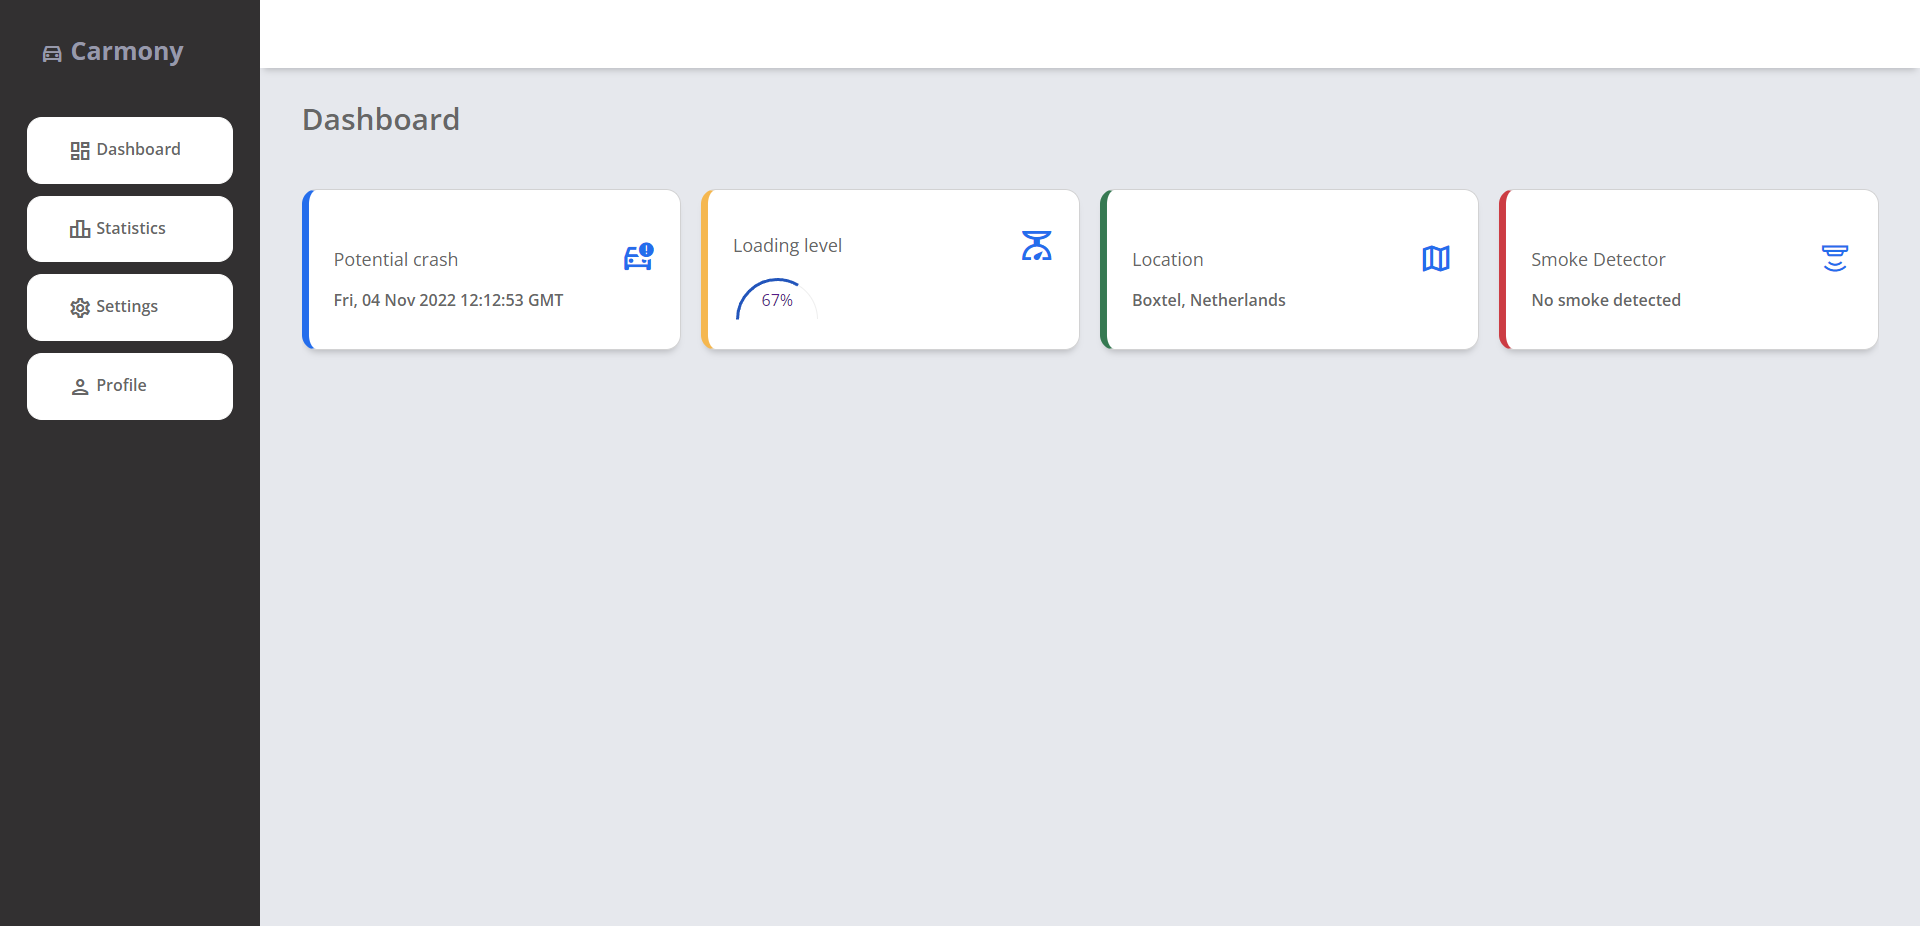 Carmony
Dashboard
Statistics
Settings
Profile
Dashboard
Potential crash
Fri, 04 Nov 2022 12:12:53 GMT
Loading level
67%
Location
Boxtel, Netherlands
Smoke Detector
No smoke detected